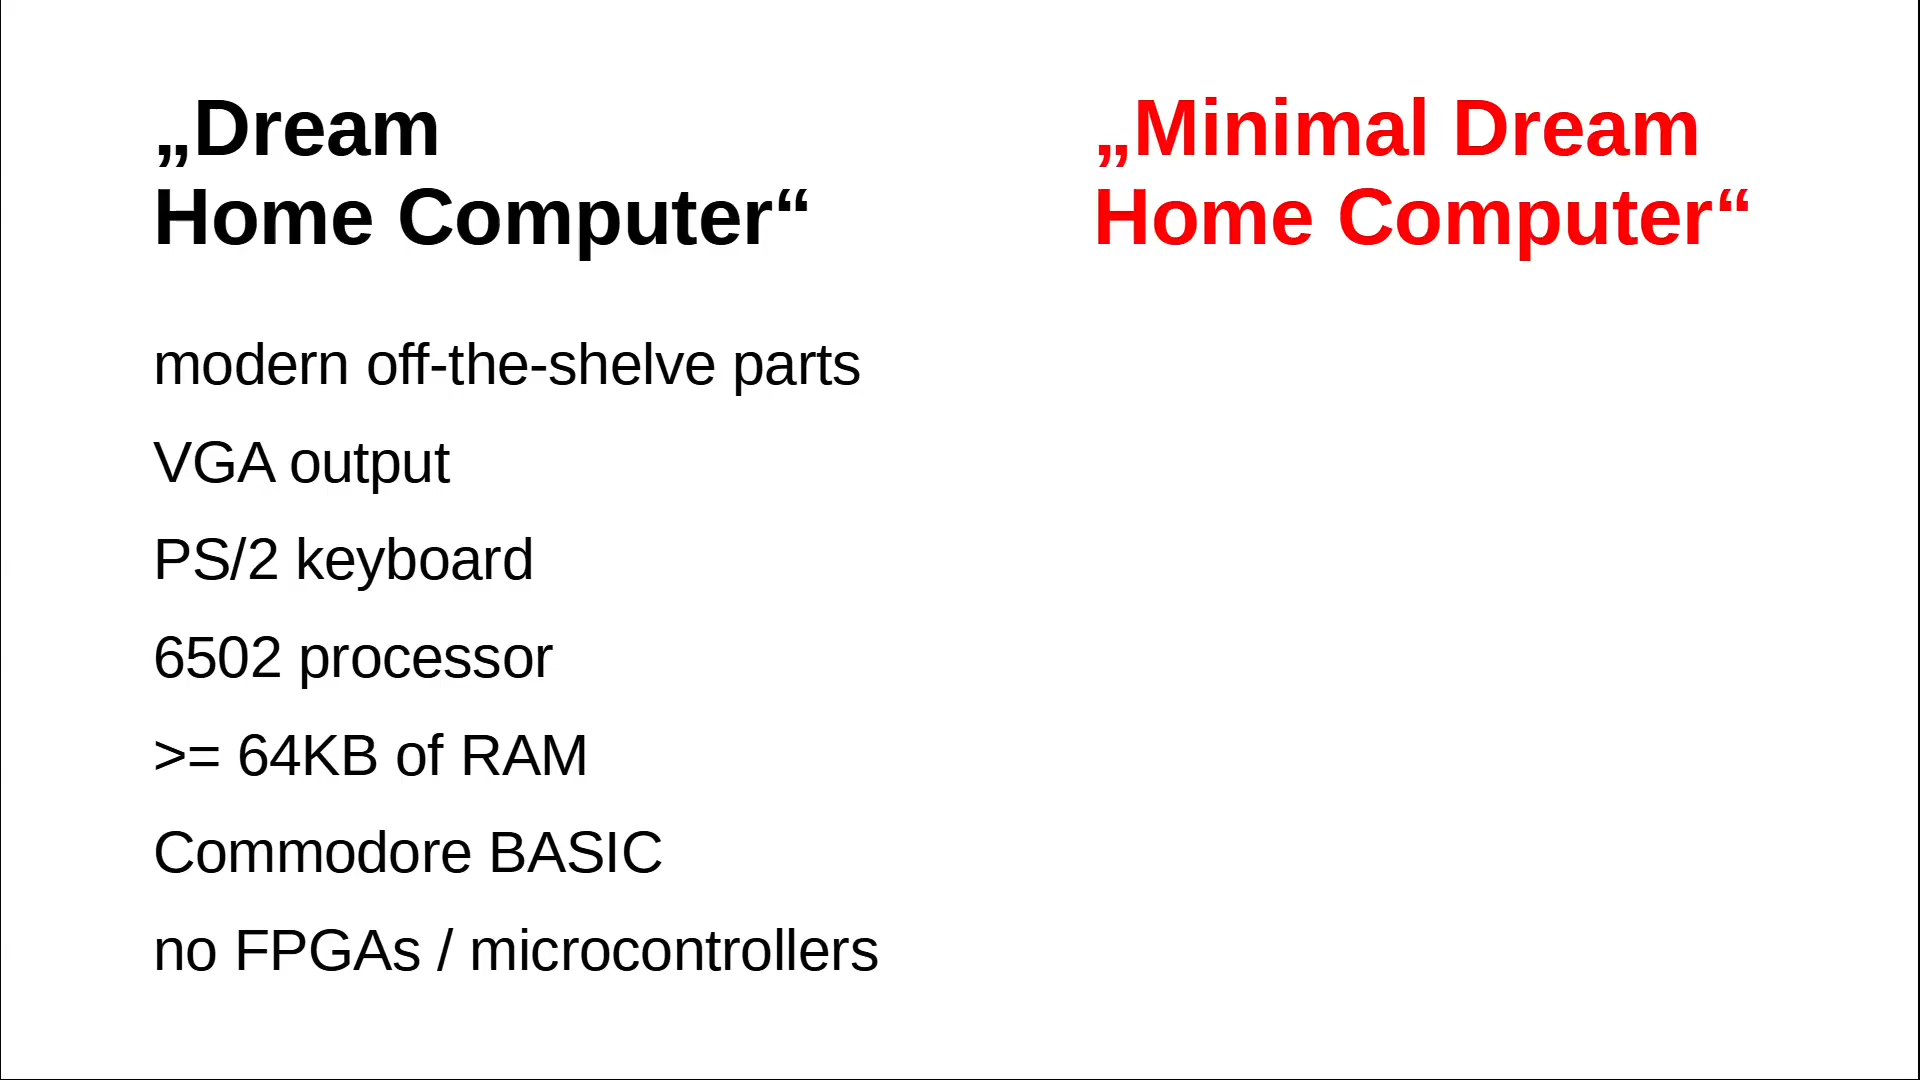 „Dream
Home Computer“
modern off-the-shelve parts
VGA output
PS/2 keyboard
6502 processor
>= 64KB of RAM
Commodore BASIC
no FPGAs / microcontrollers
„Minimal Dream
Home Computer“